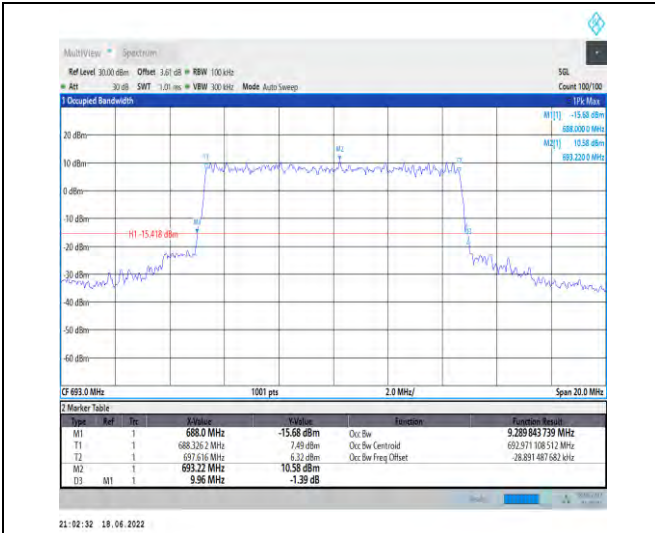 MultiView Spectrum
Ref Level 30.00 dBm Offset 3.61 dB RBW 100 kHz SGL
Att 30 dB SWT 1.01 ms VBW 300 kHz Mode Auto Sweep Count 100/100
1 Occupied Bandwidth 1Pk Max
M1[1] -15.68 dBm
688.000 0 MHz
M2[1] 10.58 dBm
693.220 0 MHz
20 dBm
M2
T1
10 dBm
0 dBm
-10 dBm
M1
H1 -15.418 dBm
-20 dBm
-30 dBm
-40 dBm
-50 dBm
-60 dBm
CF 693.0 MHz 1001 pts 2.0 MHz/ Span 20.0 MHz
2 Marker Table
Type Ref Trc X-Value Y-Value Function Function Result
M1 1 688.0 MHz -15.68 dBm Occ Bw 9.289 843 739 MHz
T1 1 688.326 2 MHz 7.49 dBm Occ Bw Centroid 692.971 108 512 MHz
T2 1 697.616 MHz 6.32 dBm Occ Bw Freq Offset -28.891 487 682 kHz
M2 1 693.22 MHz 10.58 dBm
D3 M1 1 9.96 MHz -1.39 dB
21:02:32 18.06.2022